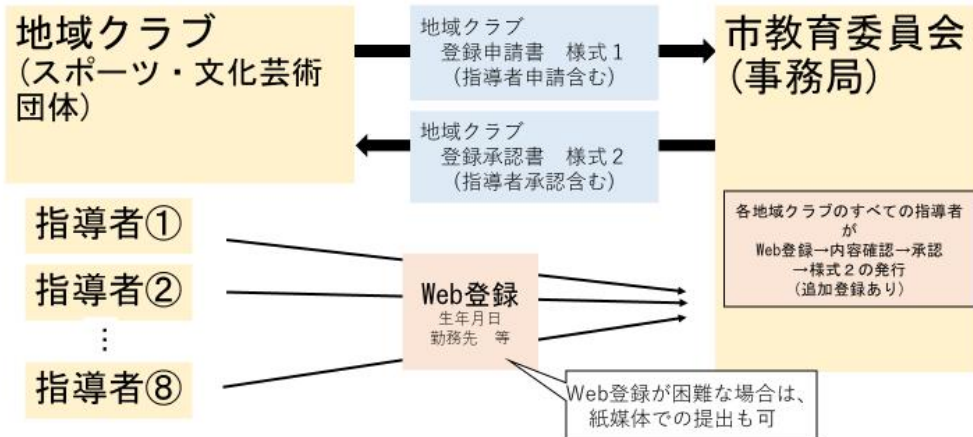 地域クラブ
(スポーツ・文化芸術
団体)
地域クラブ
登録申請書 様式1
(指導者申請含む)
市教育委員会
(事務局)
地域クラブ
登録承認書 様式2
(指導者承認含む)
指導者①
指導者②
⋮
指導者⑧
Web登録
生年月日
勤務先 等
各地域クラブのすべての指導者
が
Web登録→内容確認→承認
→様式2の発行
(追加登録あり)
Web登録が困難な場合は、
紙媒体での提出も可